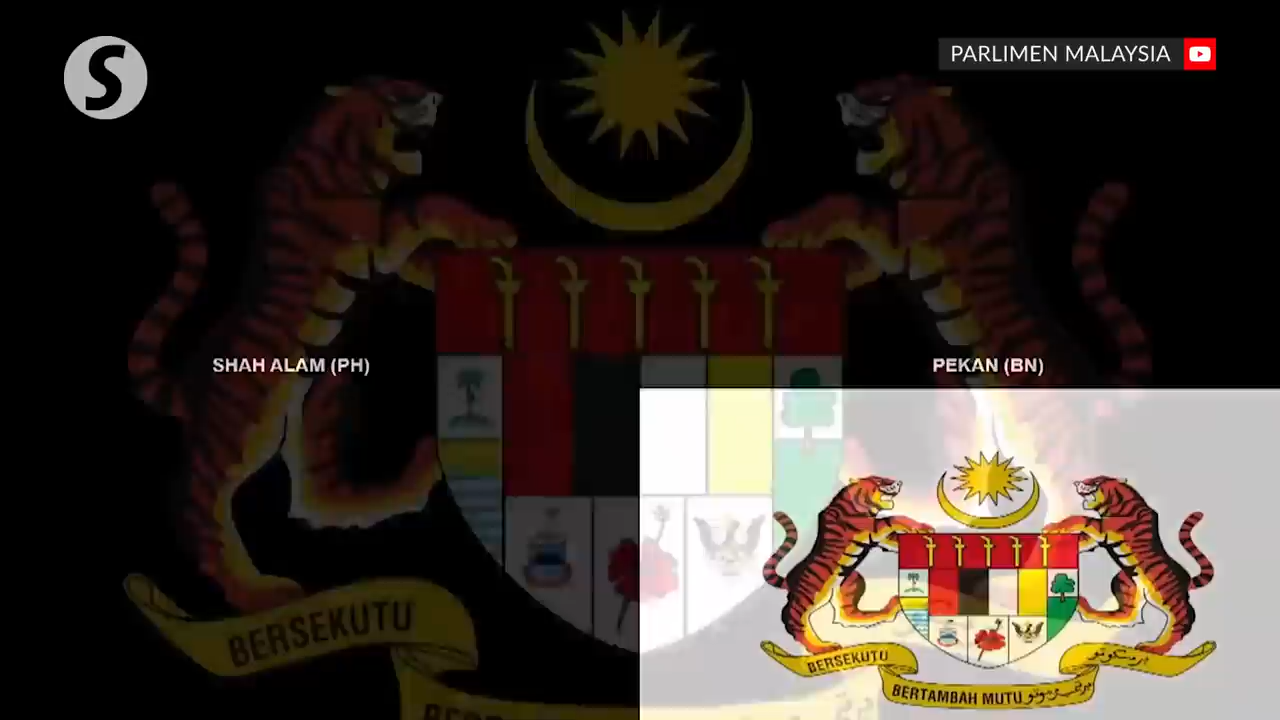 S
PARLIMEN MALAYSIA
SHAH ALAM (PH)
PEKAN (BN)
BERSEKUTU
BERSEKUTU
BERTAMBAH MUTU